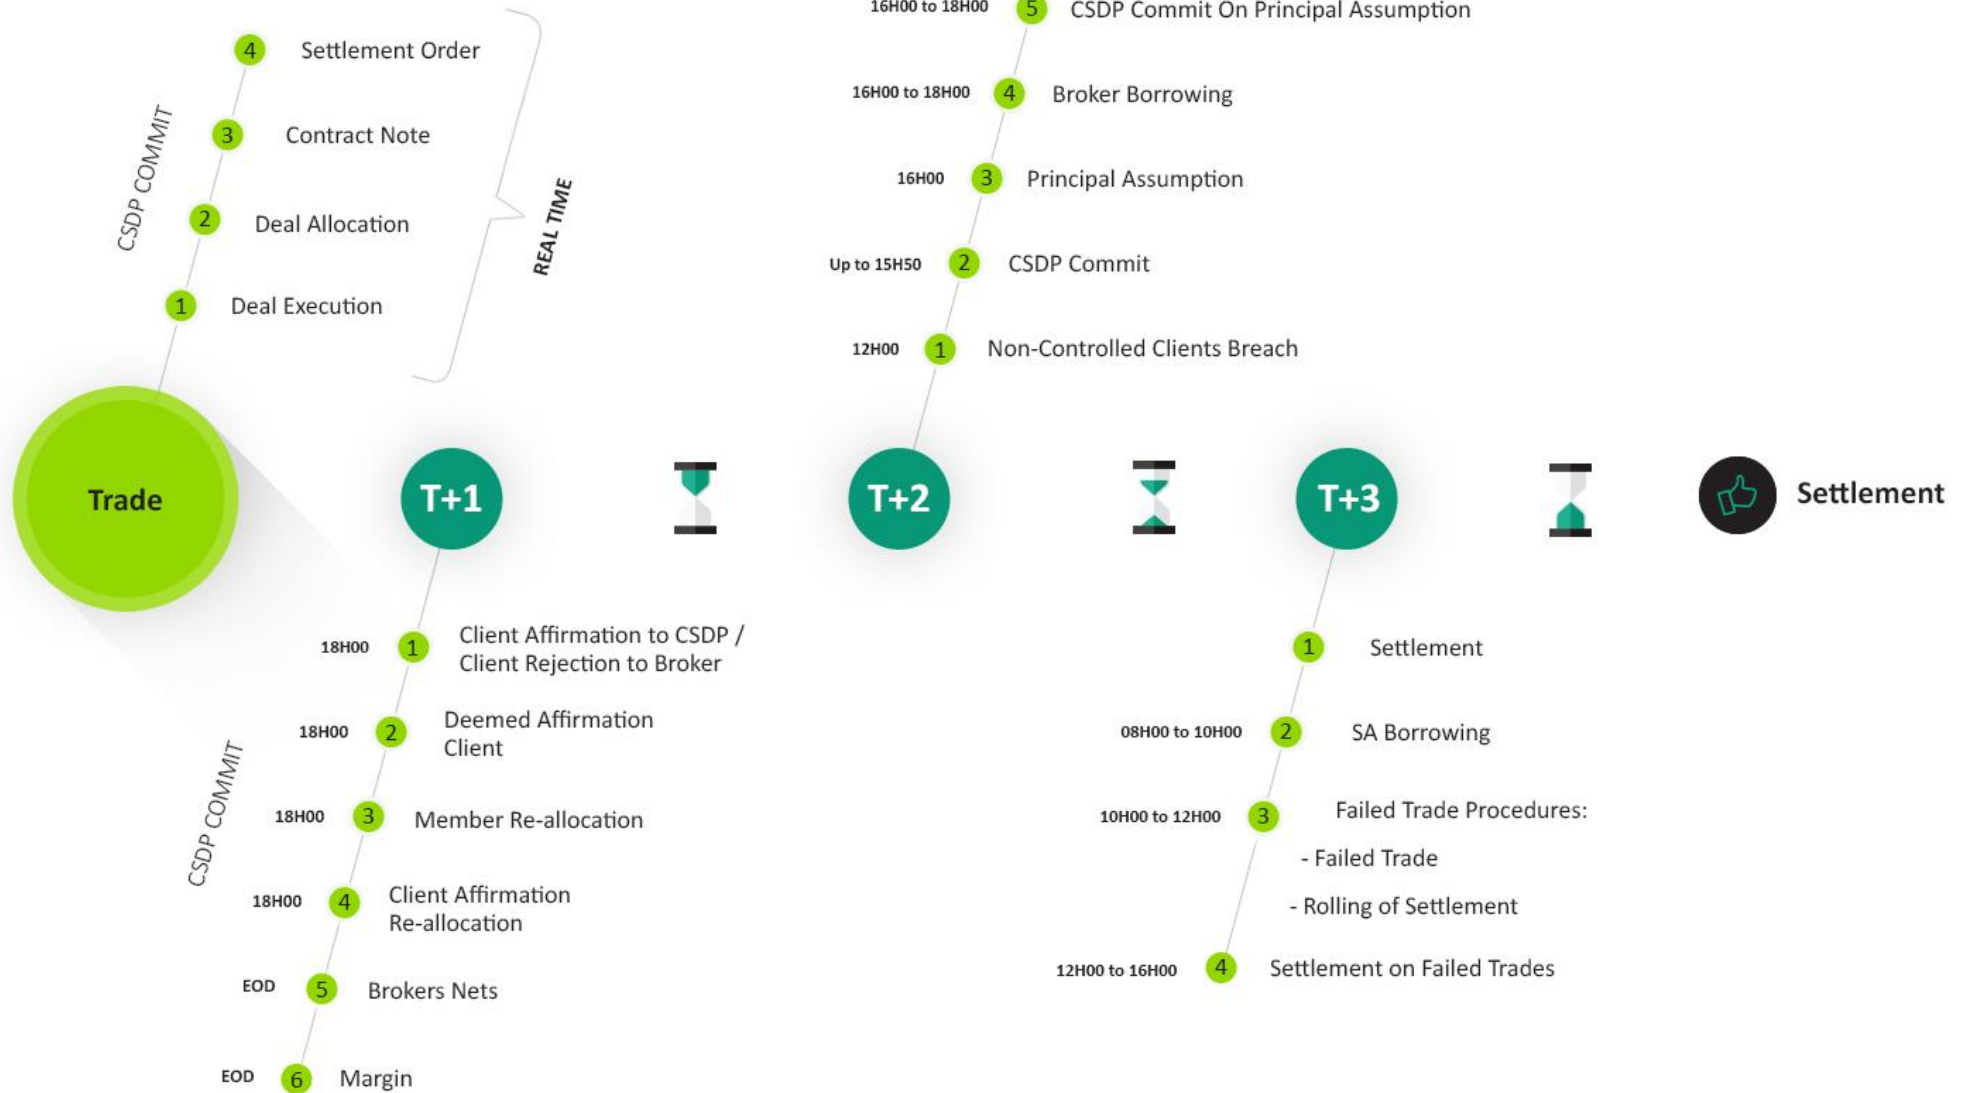 4 Settlement Order
3 Contract Note
2 Deal Allocation
1 Deal Execution
CSDP COMMIT
REAL TIME
Trade
T+1
18H00 1 Client Affirmation to CSDP /
Client Rejection to Broker
18H00 2 Deemed Affirmation
Client
18H00 3 Member Re-allocation
18H00 4 Client Affirmation
Re-allocation
EOD 5 Brokers Nets
EOD 6 Margin
CSDP COMMIT
16H00 to 18H00 5 CSDP Commit On Principal Assumption
16H00 to 18H00 4 Broker Borrowing
16H00 3 Principal Assumption
Up to 15H50 2 CSDP Commit
12H00 1 Non-Controlled Clients Breach
T+2
T+3
1 Settlement
08H00 to 10H00 2 SA Borrowing
10H00 to 12H00 3 Failed Trade Procedures:
- Failed Trade
- Rolling of Settlement
12H00 to 16H00 4 Settlement on Failed Trades
Settlement